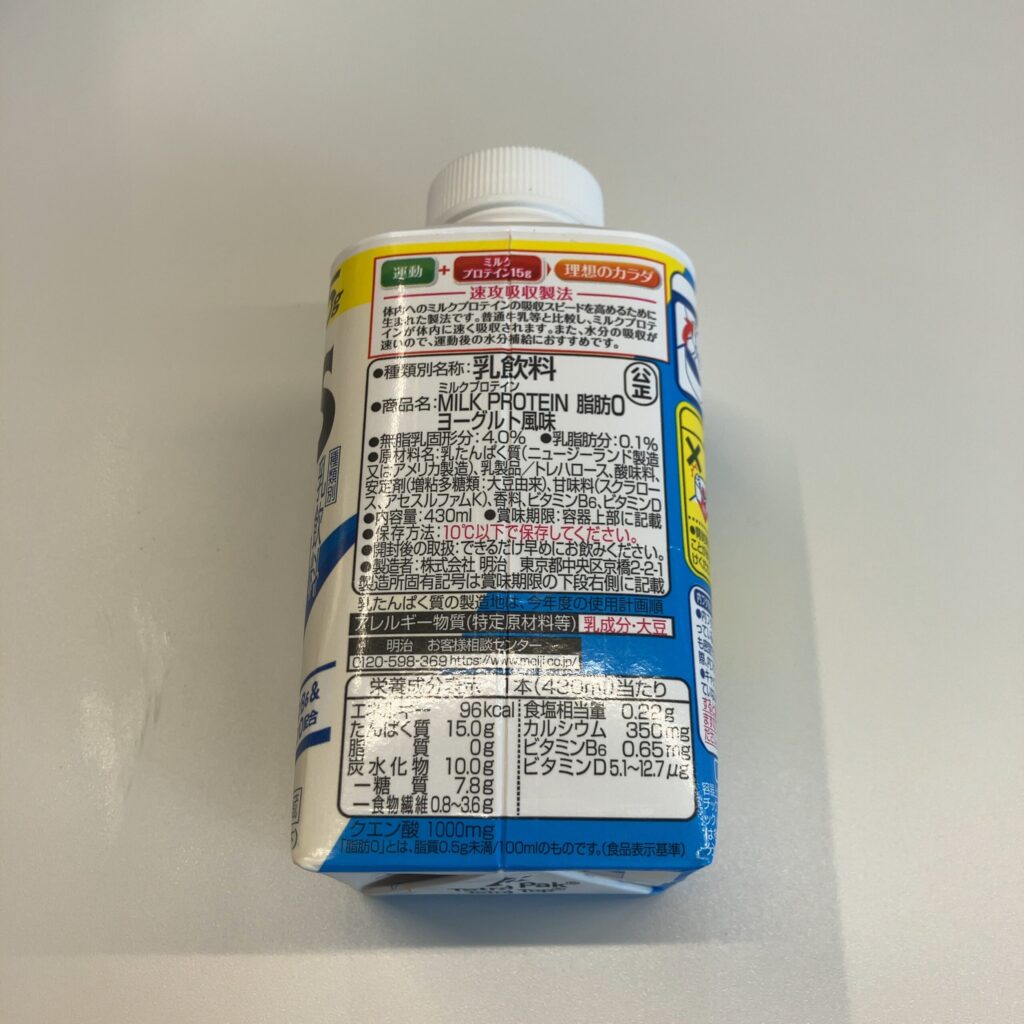 運動 + ミルクプロテイン15g 理想のカラダ
速攻吸収製法
体内へのミルクプロテインの吸収スピードを高めるために
生まれた製法です。普通牛乳等と比較し、ミルクプロテ
インが体内に速く吸収されます。また、水分の吸収が
速いので、運動後の水分補給におすすめです。
●種類別名称:乳飲料
公正
ミルクプロテイン
●商品名:MILK PROTEIN 脂肪0
ヨーグルト風味
●無脂乳固形分:4.0% ●乳脂肪分:0.1%
●原材料名:乳たんぱく質(ニュージーランド製造
又はアメリカ製造)、乳製品/トレハロース、酸味料、
安定剤(増粘多糖類:大豆由来)、甘味料(スクラロー
ス、アセスルファムK)、香料、ビタミンB6、ビタミンD
●内容量:430ml ●賞味期限:容器上部に記載
●保存方法:10℃以下で保存してください。
●開封後の取扱:できるだけ早めにお飲みください。
●製造者:株式会社 明治 東京都中央区京橋2-2-1
製造所固有記号は賞味期限の下段右側に記載
乳たんぱく質の製造地は、今年度の使用計画順
アレルギー物質(特定原材料等) 乳成分・大豆
明治 お客様相談センター
0120-598-369 https://www.meiji.co.jp/
栄養成分表示 本(430ml)当たり
エネルギー 96kcal
たんぱく質 15.0g
脂質 0g
炭水化物 10.0g
ー糖質 7.8g
ー食物繊維 0.8~3.6g
食塩相当量 0.22g
カルシウム 350mg
ビタミンB6 0.65mg
ビタミンD 5.1~12.7μg
クエン酸 1000mg
「脂肪0」とは、脂質0.5g未満/100mlのものです。(食品表示基準)
Tetra Pak®
Tetra Top®
種類別
乳飲料